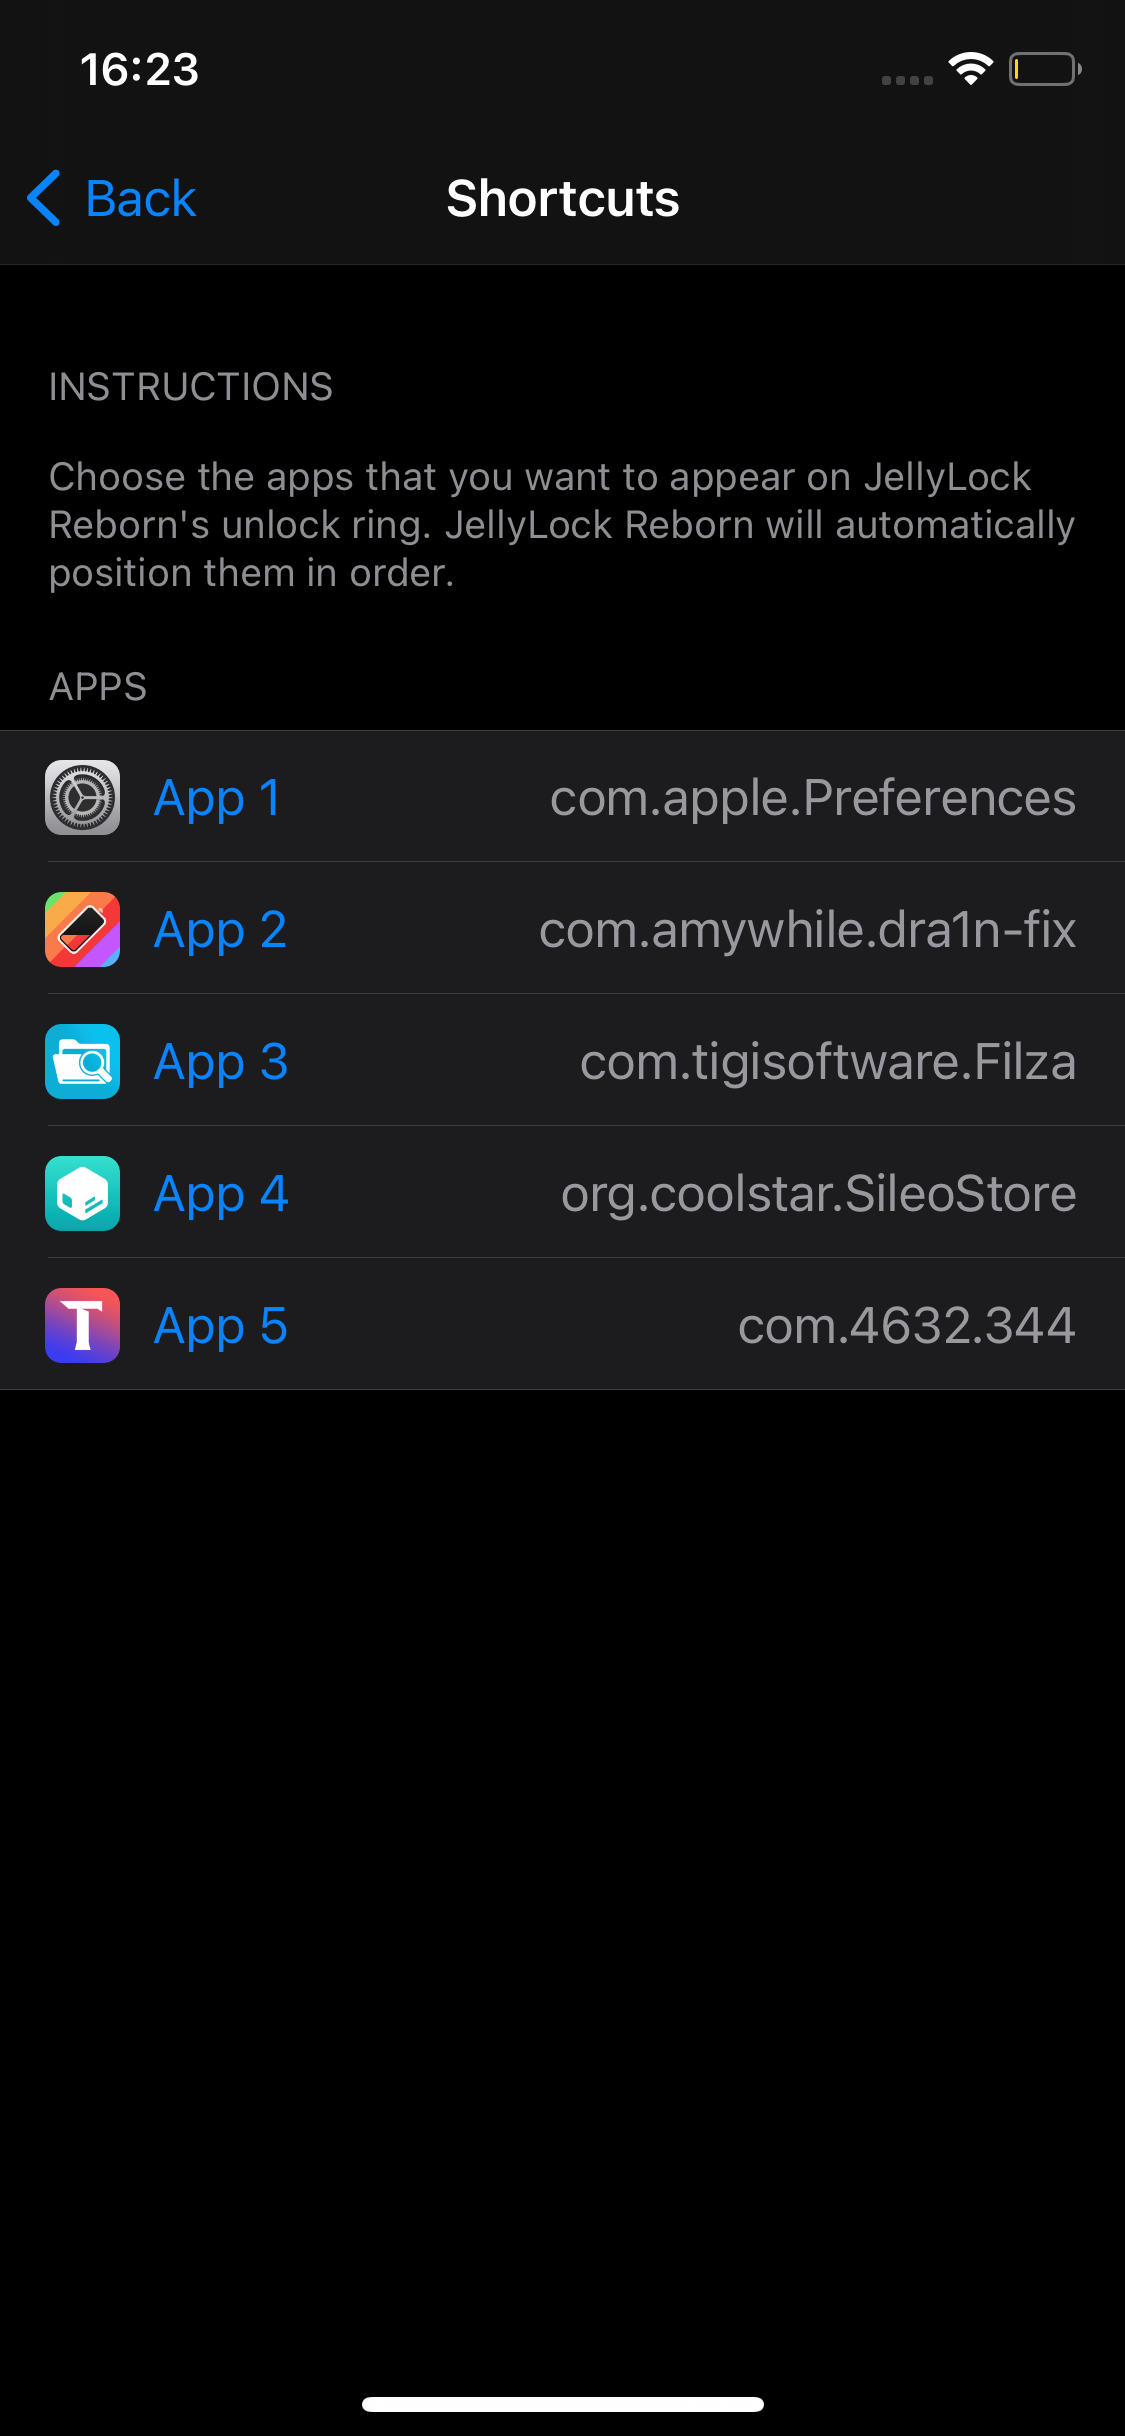 16:23
Back
Shortcuts
INSTRUCTIONS
Choose the apps that you want to appear on JellyLock
Reborn's unlock ring. JellyLock Reborn will automatically
position them in order.
APPS
App 1 com.apple.Preferences
App 2 com.amywhile.dra1n-fix
App 3 com.tigisoftware.Filza
App 4 org.coolstar.SileoStore
T App 5 com.4632.344